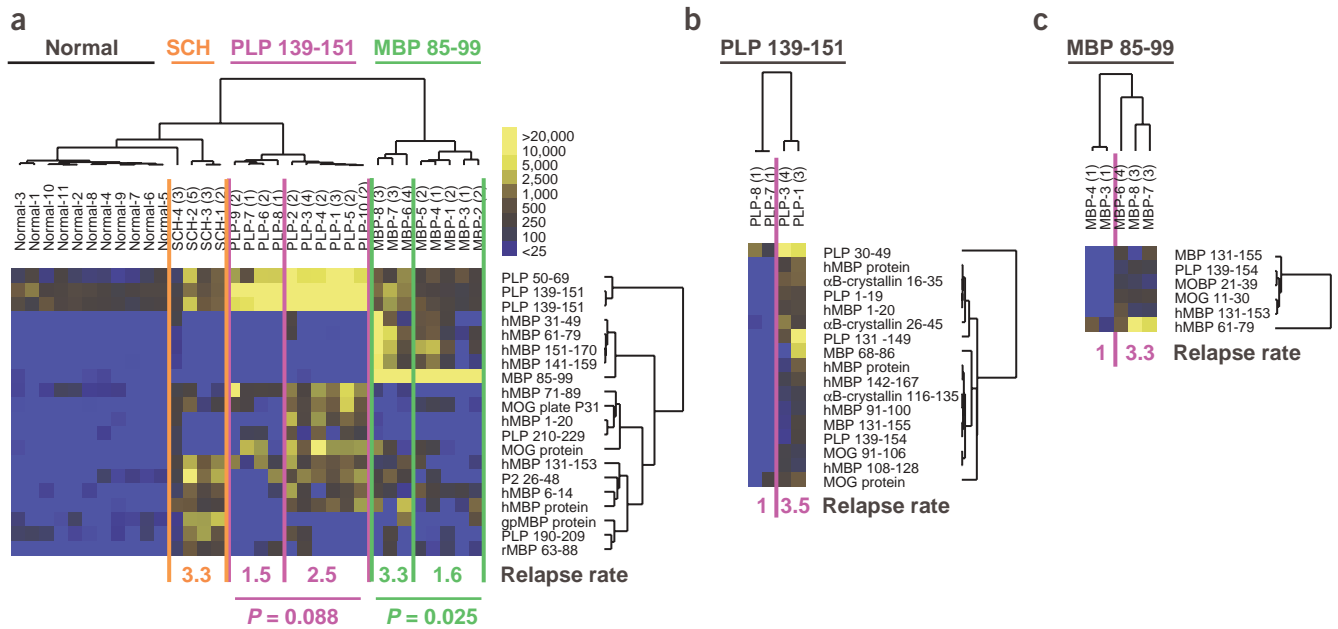 a
Normal SCH PLP 139-151 MBP 85-99
>20,000
10,000
5,000
2,500
1,000
500
250
100
<25
Normal-3
Normal-1
Normal-10
Normal-11
Normal-2
Normal-8
Normal-4
Normal-9
Normal-7
Normal-6
Normal-5
SCH-4 (3)
SCH-2 (5)
SCH-3 (3)
SCH-1 (2)
PLP-9 (2)
PLP-7 (1)
PLP-6 (2)
PLP-8 (1)
PLP-2 (2)
PLP-3 (4)
PLP-4 (2)
PLP-1 (3)
PLP-5 (2)
PLP-10 (2)
MBP-8 (3)
MBP-7 (3)
MBP-6 (4)
MBP-5 (2)
MBP-4 (1)
MBP-1 (2)
MBP-3 (1)
MBP-2 (2)
PLP 50-69
PLP 139-151
PLP 139-151
hMBP 31-49
hMBP 61-79
hMBP 151-170
hMBP 141-159
MBP 85-99
hMBP 71-89
MOG plate P31
hMBP 1-20
PLP 210-229
MOG protein
hMBP 131-153
P2 26-48
hMBP 6-14
hMBP protein
gpMBP protein
PLP 190-209
rMBP 63-88
3.3 1.5 2.5 3.3 1.6 Relapse rate
P = 0.088 P = 0.025
b
PLP 139-151
PLP-8 (1)
PLP-7 (1)
PLP-3 (4)
PLP-1 (3)
PLP 30-49
hMBP protein
αB-crystallin 16-35
PLP 1-19
hMBP 1-20
αB-crystallin 26-45
PLP 131 -149
MBP 68-86
hMBP protein
hMBP 142-167
αB-crystallin 116-135
hMBP 91-100
MBP 131-155
PLP 139-154
MOG 91-106
hMBP 108-128
MOG protein
1 3.5 Relapse rate
c
MBP 85-99
MBP-4 (1)
MBP-3 (1)
MBP-6 (4)
MBP-8 (3)
MBP-7 (3)
MBP 131-155
PLP 139-154
MOBP 21-39
MOG 11-30
hMBP 131-153
hMBP 61-79
1 3.3 Relapse rate